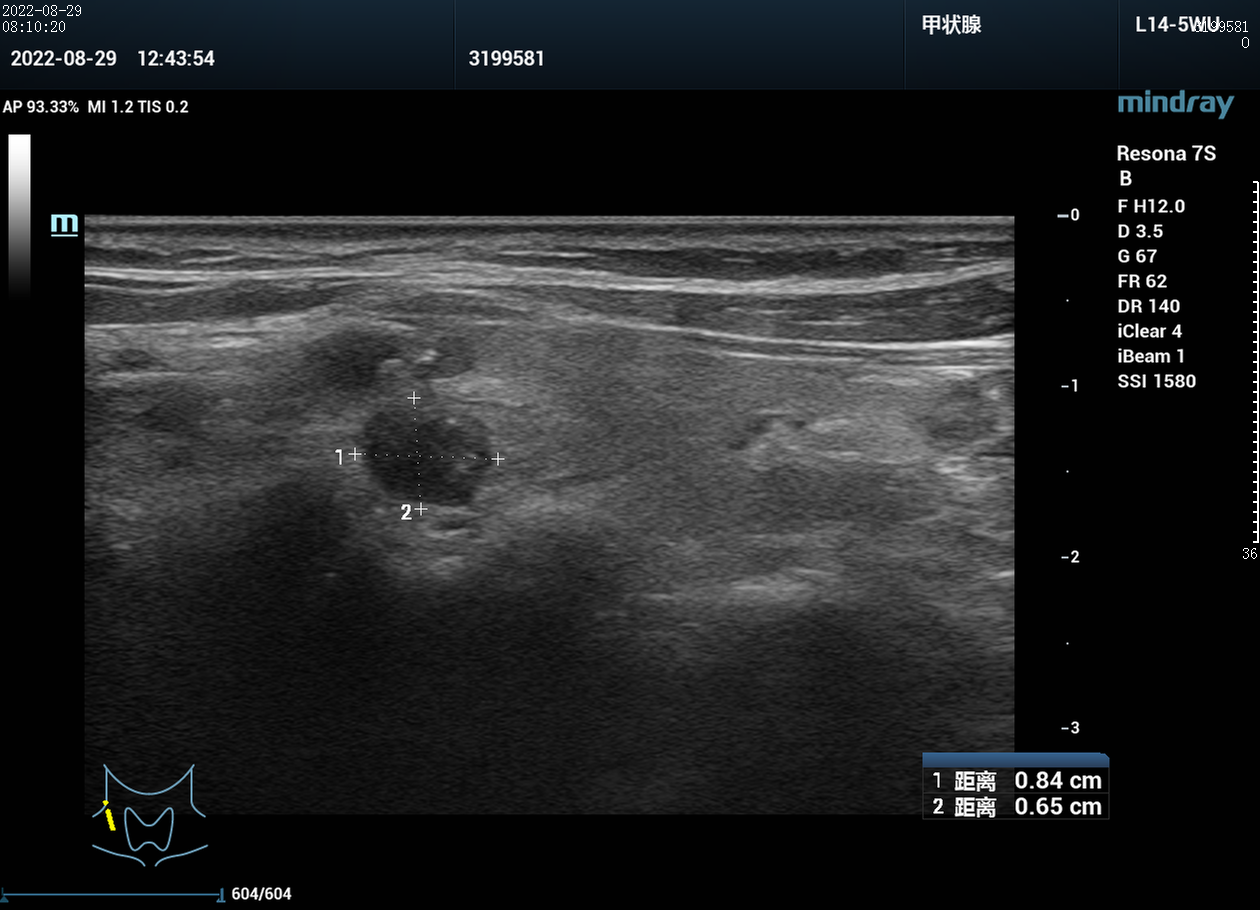 2022-08-29
08:10:20
2022-08-29 12:43:54
3199581
甲状腺
L14-5WU
3199581
0
AP 93.33% MI 1.2 TIS 0.2
mindray
Resona 7S
B
F H12.0
D 3.5
G 67
FR 62
DR 140
iClear 4
iBeam 1
SSI 1580
m
0
-1
-2
-3
36
1
2
1 距离 0.84 cm
2 距离 0.65 cm
604/604